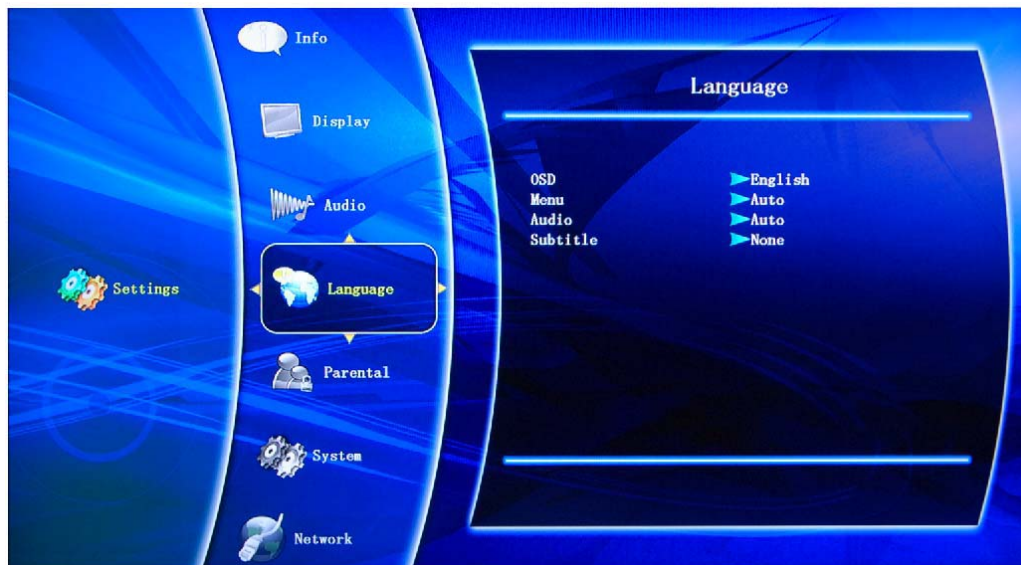 Settings
Info
Display
Audio
Language
Parental
System
Network
Language
OSD English
Menu Auto
Audio Auto
Subtitle None